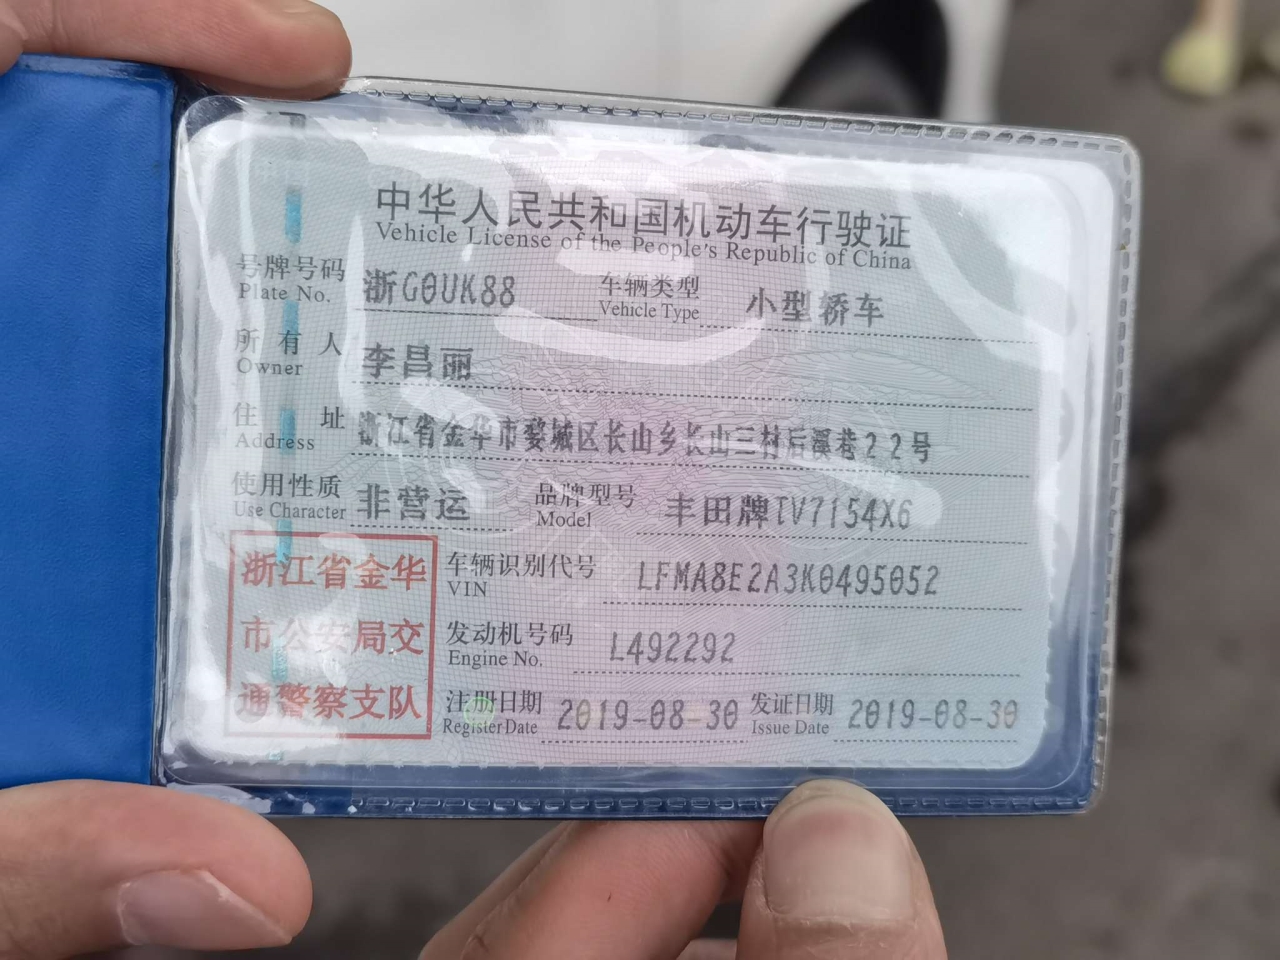 中华人民共和国机动车行驶证
Vehicle License of the People's Republic of China
号牌号码 浙G0UK88 车辆类型 小型轿车
Plate No. Vehicle Type
所有人 李昌丽
Owner
住址 浙江省金华市婺城区长山乡长山三村后溪巷22号
Address
使用性质 非营运 品牌型号 丰田牌TV7154X6
Use Character Model
浙江省金华
市公安局交
通警察支队
车辆识别代号 LFMA8E2A3K0495052
VIN
发动机号码 L492292
Engine No.
注册日期 2019-08-30 发证日期 2019-08-30
Register Date Issue Date